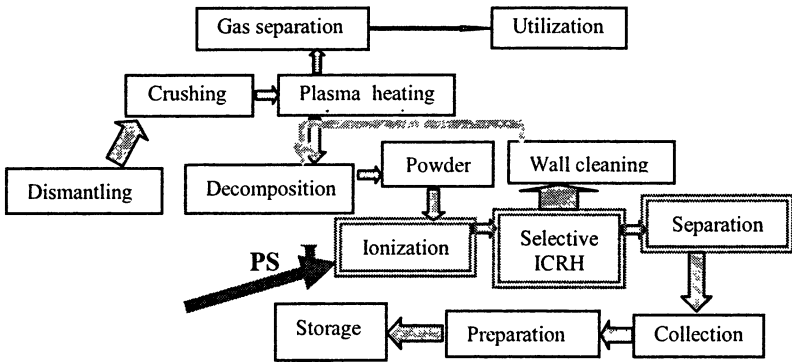 Gas separation
Utilization
Crushing
Plasma heating
Dismantling
Decomposition
Powder
Wall cleaning
Ionization
Selective
ICRH
Separation
PS
Storage
Preparation
Collection